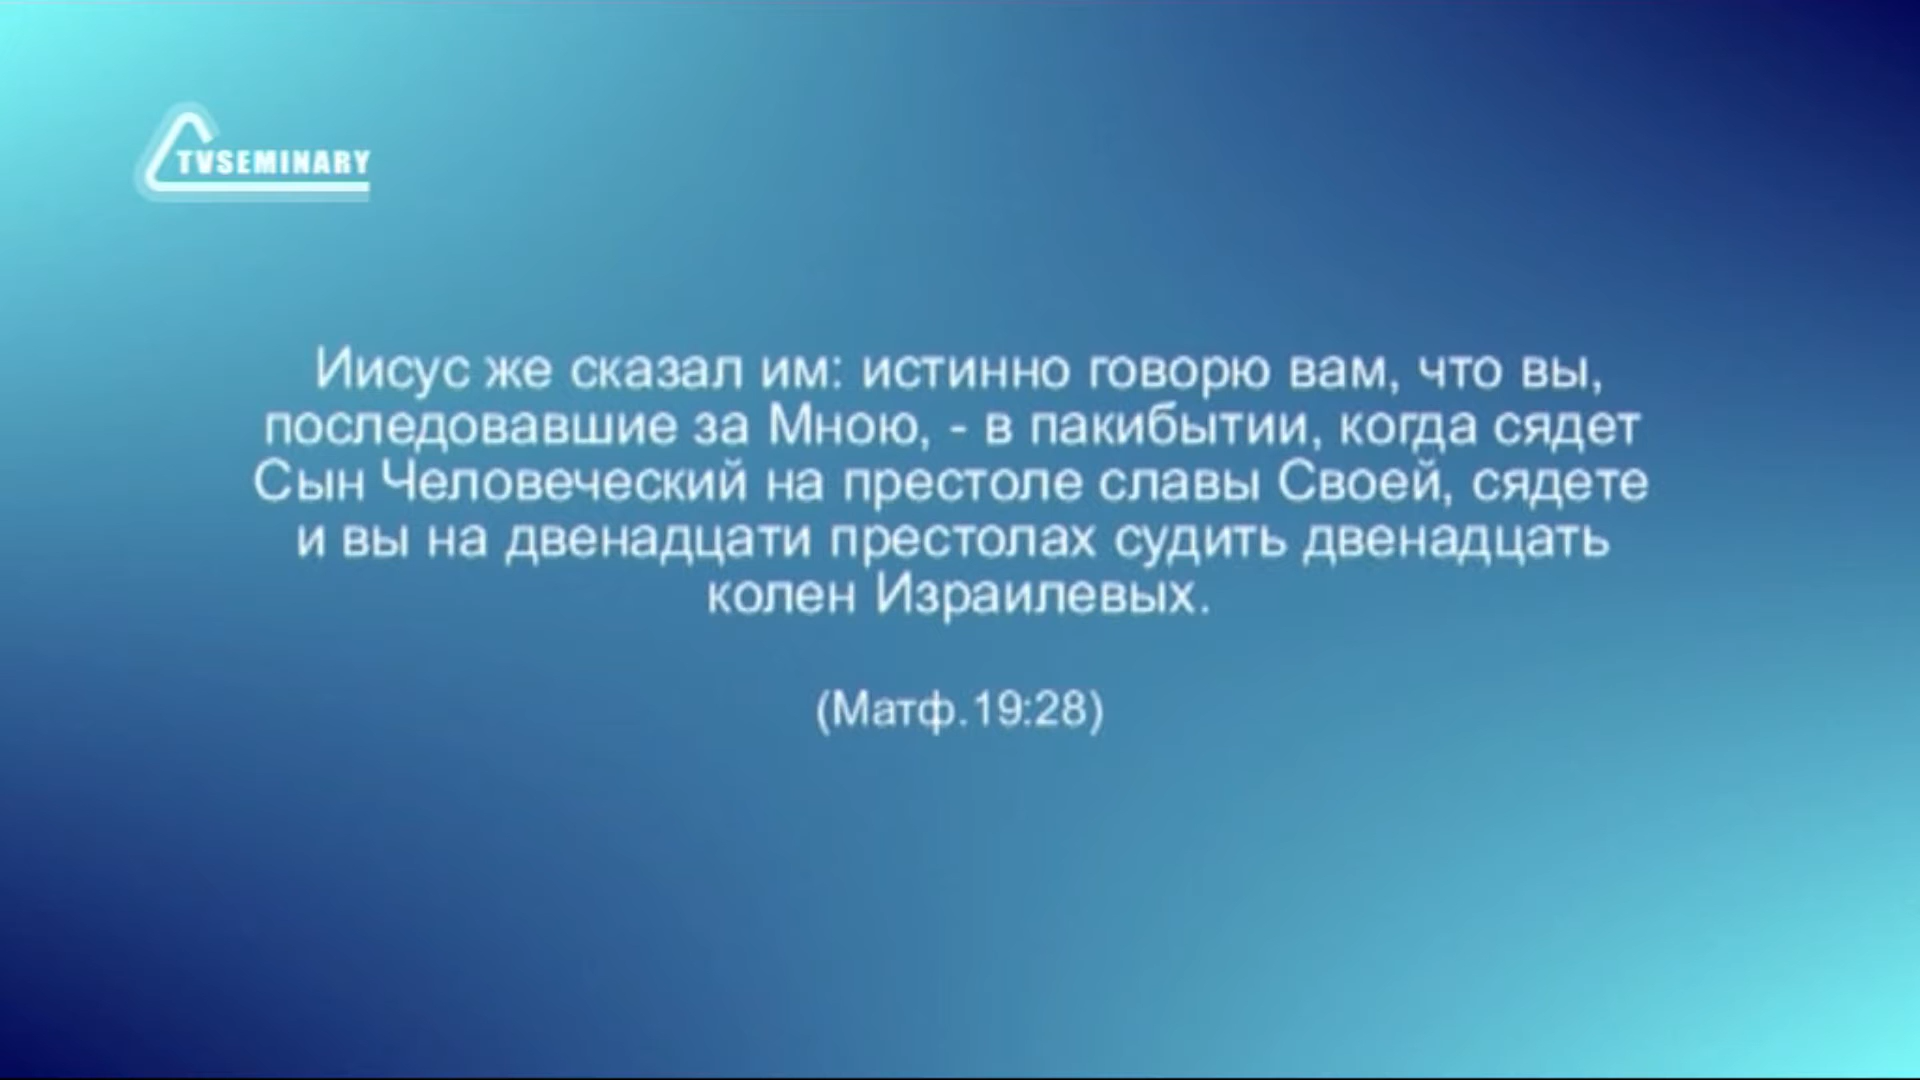 TVSEMINARY
Иисус же сказал им: истинно говорю вам, что вы,
последовавшие за Мною, - в пакибытии, когда сядет
Сын Человеческий на престоле славы Своей, сядете
и вы на двенадцати престолах судить двенадцать
колен Израилевых.
(Матф.19:28)